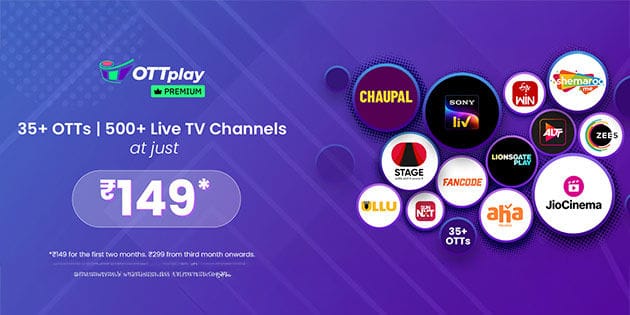 OTTplay
PREMIUM
35+ OTTs | 500+ Live TV Channels
at just
₹149*
*₹149 for the first two months. ₹299 from third month onwards.
CHAUPAL
SONY
liv
WIN
shemaroo
me
STAGE
LIONSGATE
PLAY
ALTT
ZEE5
FANCODE
ULLU
SUN
NXT
35+
OTTs
aha
JioCinema